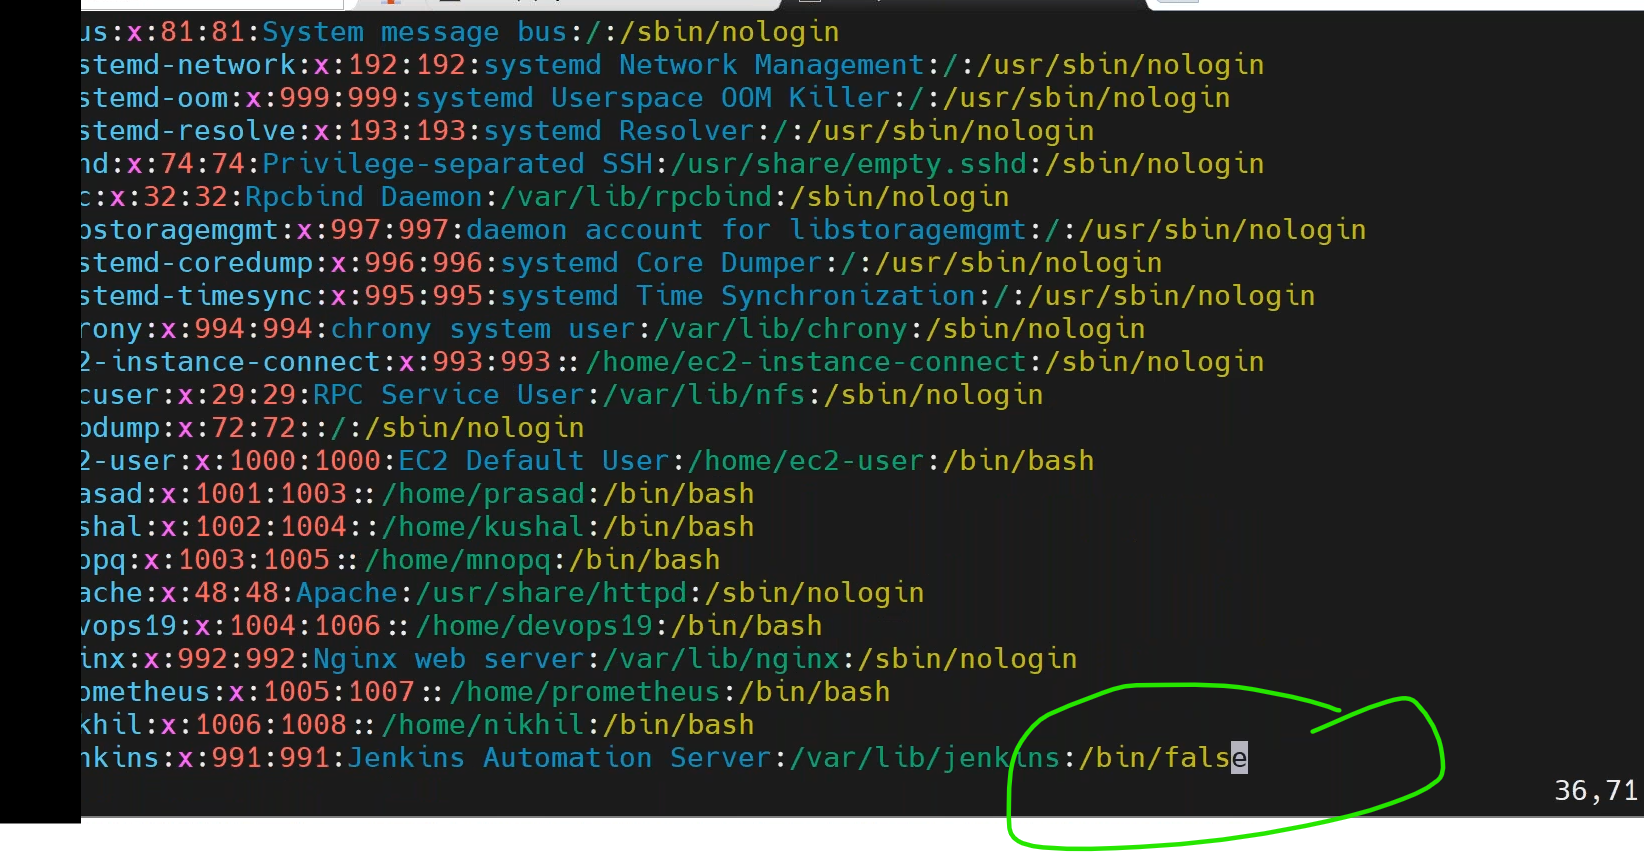 us:x:81:81:System message bus:/:/sbin/nologin
stemd-network:x:192:192:systemd Network Management:/:/usr/sbin/nologin
stemd-oom:x:999:999:systemd Userspace OOM Killer:/:/usr/sbin/nologin
stemd-resolve:x:193:193:systemd Resolver:/:/usr/sbin/nologin
hd:x:74:74:Privilege-separated SSH:/usr/share/empty.sshd:/sbin/nologin
c:x:32:32:Rpcbind Daemon:/var/lib/rpcbind:/sbin/nologin
bstoragemgmt:x:997:997:daemon account for libstoragemgmt:/:/usr/sbin/nologin
stemd-coredump:x:996:996:systemd Core Dumper:/:/usr/sbin/nologin
stemd-timesync:x:995:995:systemd Time Synchronization:/:/usr/sbin/nologin
rony:x:994:994:chrony system user:/var/lib/chrony:/sbin/nologin
2-instance-connect:x:993:993::/home/ec2-instance-connect:/sbin/nologin
cuser:x:29:29:RPC Service User:/var/lib/nfs:/sbin/nologin
pdump:x:72:72::/:/sbin/nologin
2-user:x:1000:1000:EC2 Default User:/home/ec2-user:/bin/bash
asad:x:1001:1003::/home/prasad:/bin/bash
shal:x:1002:1004::/home/kushal:/bin/bash
opq:x:1003:1005::/home/mnopq:/bin/bash
ache:x:48:48:Apache:/usr/share/httpd:/sbin/nologin
vops19:x:1004:1006::/home/devops19:/bin/bash
inx:x:992:992:Nginx web server:/var/lib/nginx:/sbin/nologin
ometheus:x:1005:1007::/home/prometheus:/bin/bash
khil:x:1006:1008::/home/nikhil:/bin/bash
nkins:x:991:991:Jenkins Automation Server:/var/lib/jenkins:/bin/false
36,71